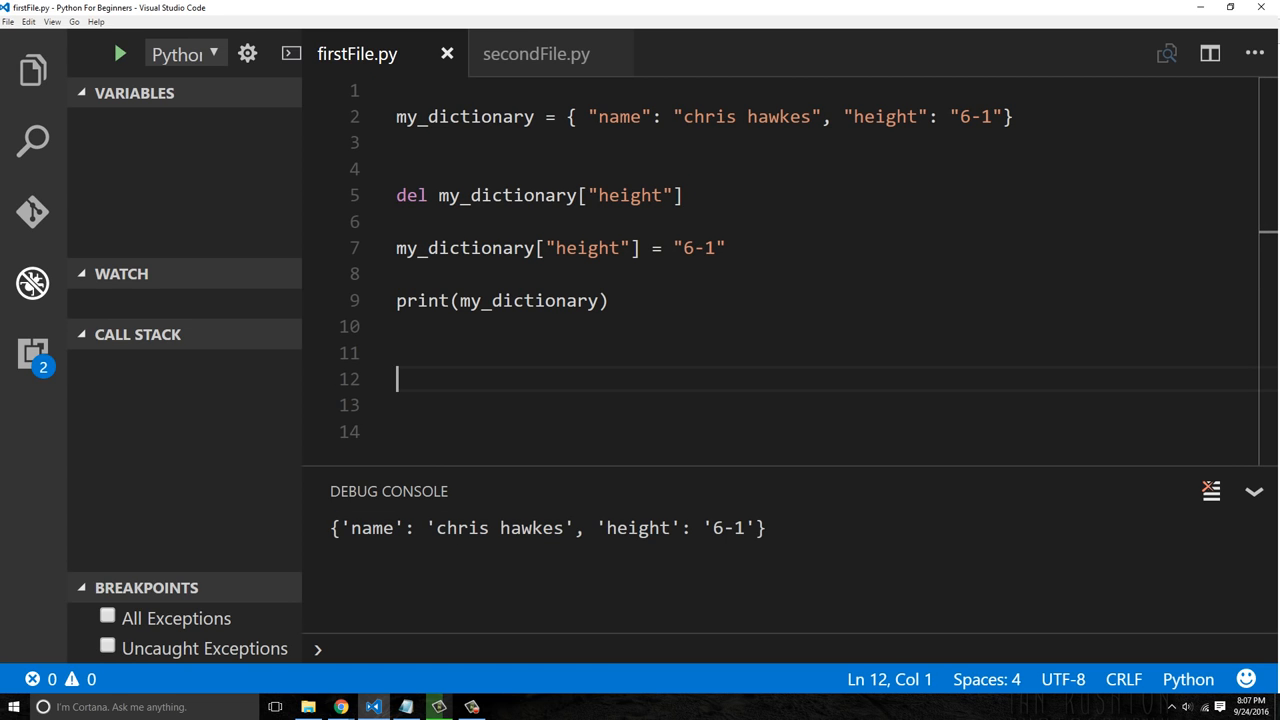 firstFile.py - Python For Beginners - Visual Studio Code
File Edit View Go Help
Python
firstFile.py
secondFile.py
VARIABLES
WATCH
CALL STACK
BREAKPOINTS
All Exceptions
Uncaught Exceptions
2
1
2 my_dictionary = { "name": "chris hawkes", "height": "6-1"}
3
4
5 del my_dictionary["height"]
6
7 my_dictionary["height"] = "6-1"
8
9 print(my_dictionary)
10
11
12
13
14
DEBUG CONSOLE
{'name': 'chris hawkes', 'height': '6-1'}
0 0 Ln 12, Col 1 Spaces: 4 UTF-8 CRLF Python
I'm Cortana. Ask me anything.
8:07 PM
9/24/2016